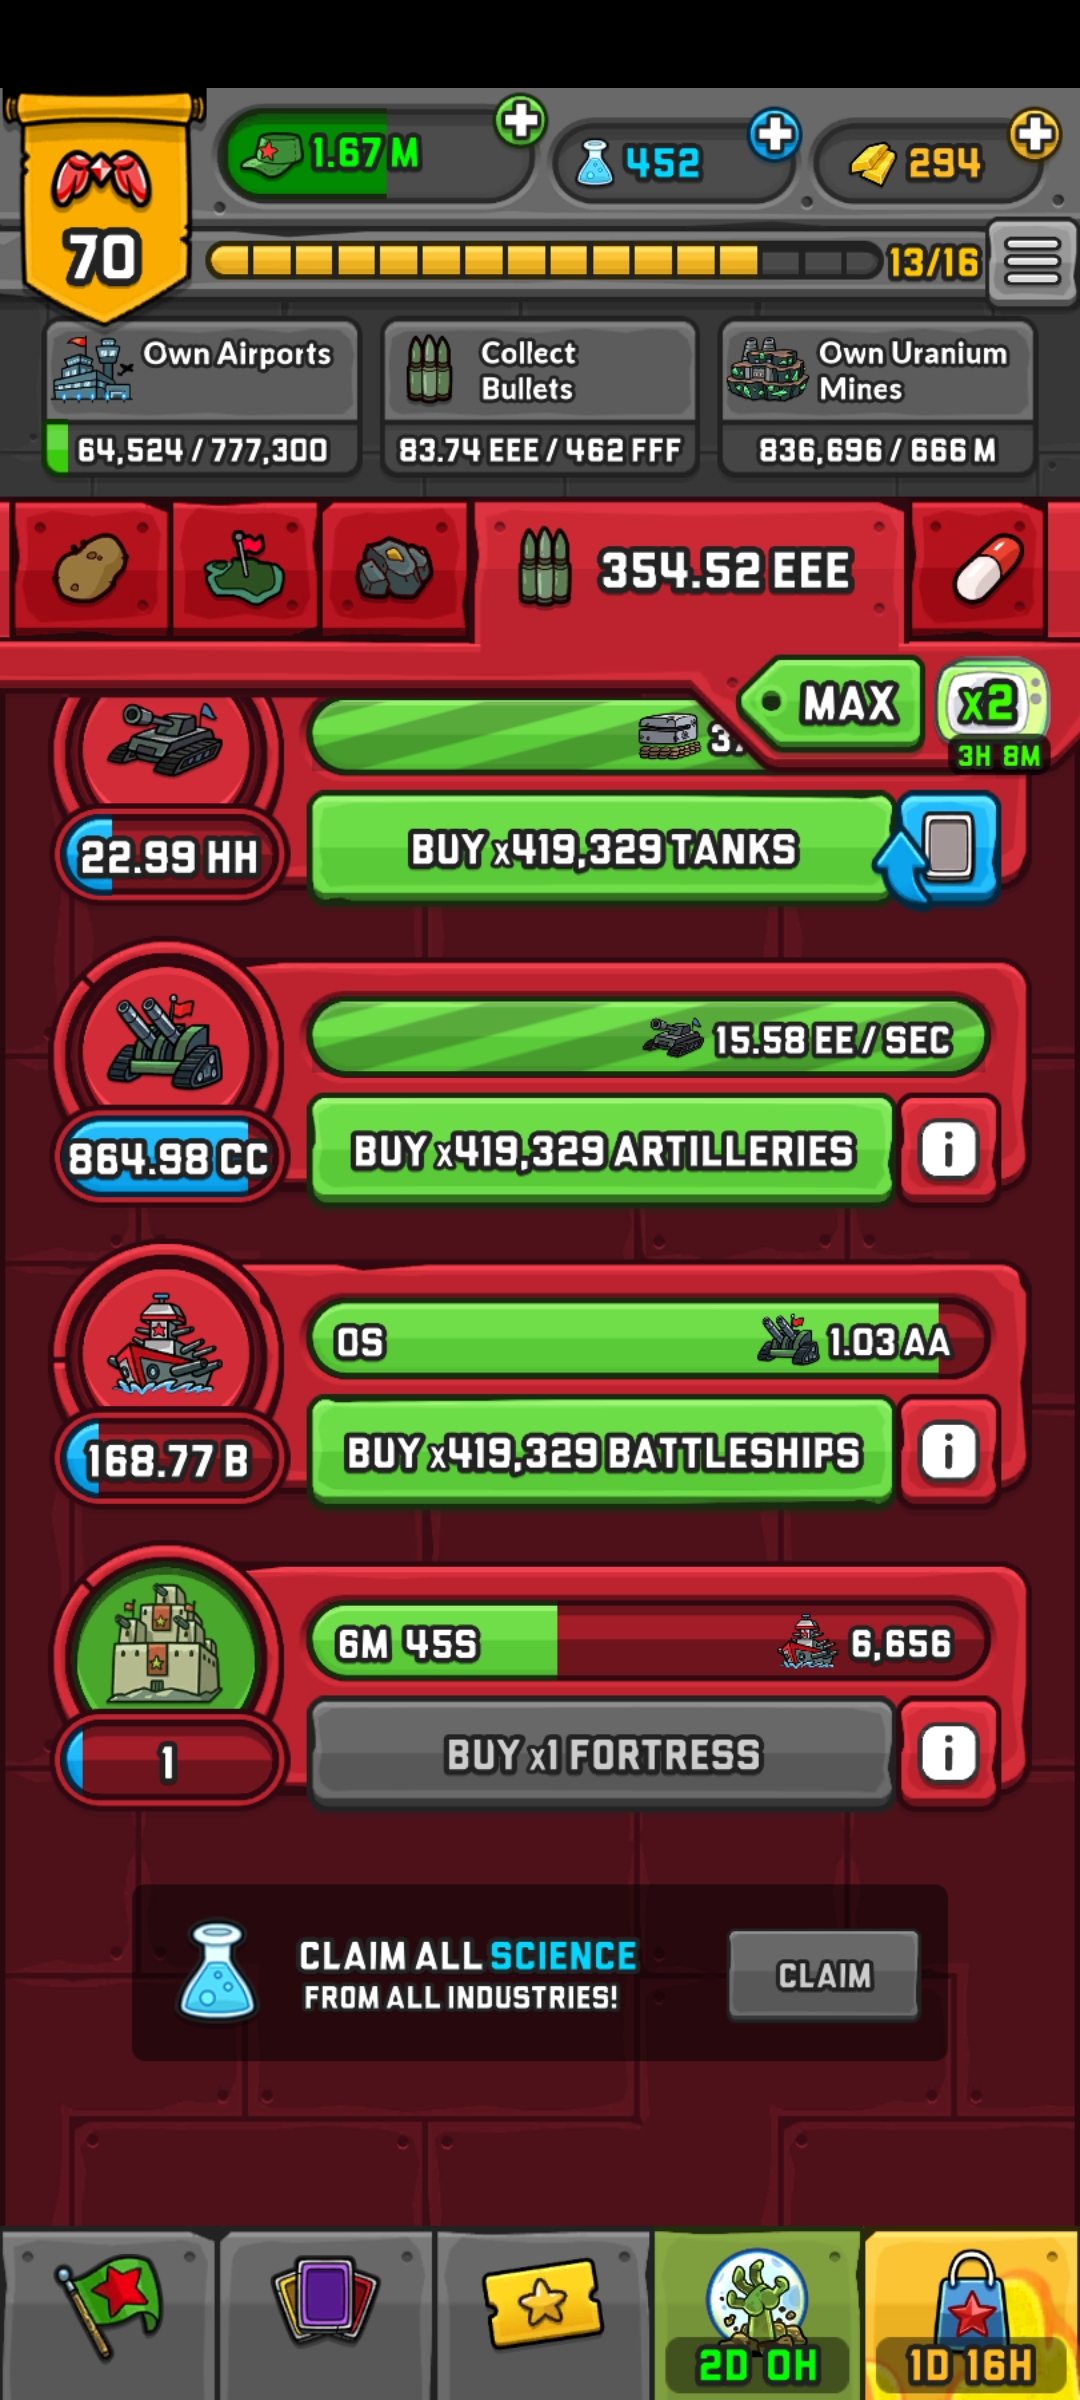 1.67 M
452
294
70
13/16
Own Airports
64,524 / 777,300
Collect
Bullets
83.74 EEE / 462 FFF
Own Uranium
Mines
836,696 / 666 M
354.52 EEE
MAX
x2
3H 8M
22.99 HH
BUY x419,329 TANKS
15.58 EE / SEC
864.98 CC
BUY x419,329 ARTILLERIES
0S
1.03 AA
168.77 B
BUY x419,329 BATTLESHIPS
6M 45S
6,656
1
BUY x1 FORTRESS
CLAIM ALL SCIENCE
FROM ALL INDUSTRIES!
CLAIM
2D 0H
1D 16H